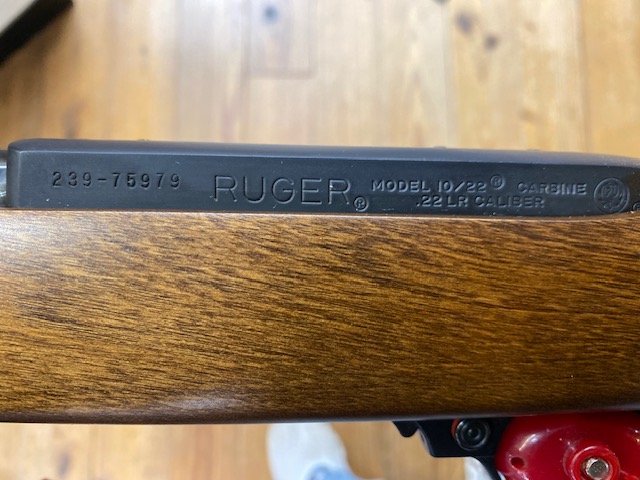 239-75979 RUGER® MODEL 10/22® CARBINE
.22 LR CALIBER